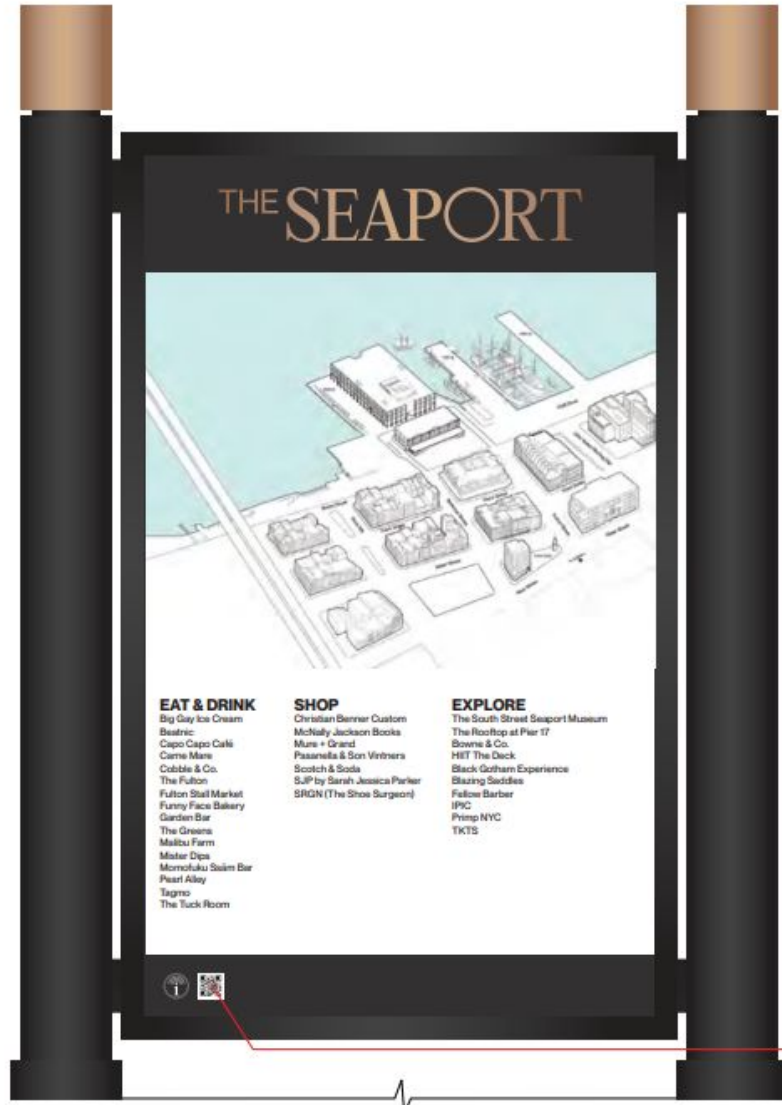 THE SEAPORT
EAT & DRINK
Big Gay Ice Cream
Beatnic
Capo Capo Café
Carne Mare
Cobble & Co.
The Fulton
Fulton Stall Market
Funny Face Bakery
Garden Bar
The Greens
Malibu Farm
Mister Dips
Momofuku Ssäm Bar
Pearl Alley
Tagmo
The Tuck Room
SHOP
Christian Benner Custom
McNally Jackson Books
Mure + Grand
Pasanella & Son Vintners
Scotch & Soda
SJP by Sarah Jessica Parker
SRGN (The Shoe Surgeon)
EXPLORE
The South Street Seaport Museum
The Rooftop at Pier 17
Bowne & Co.
HIIT The Deck
Black Gotham Experience
Blazing Saddles
Fellow Barber
IPIC
Primp NYC
TKTS
i